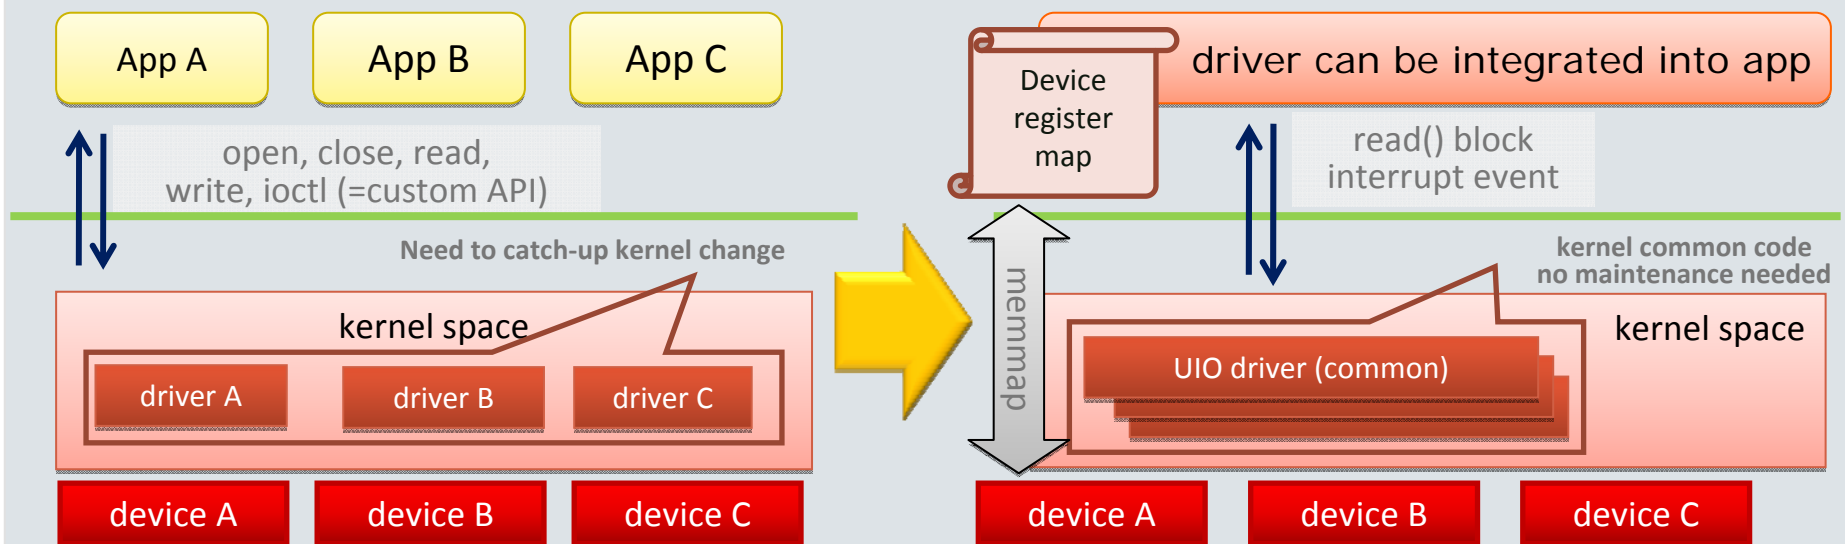 App A
App B
App C
open, close, read,
write, ioctl (=custom API)
Need to catch-up kernel change
kernel space
driver A
driver B
driver C
device A
device B
device C
Device
register
map
driver can be integrated into app
read() block
interrupt event
memmap
kernel common code
no maintenance needed
kernel space
UIO driver (common)
device A
device B
device C